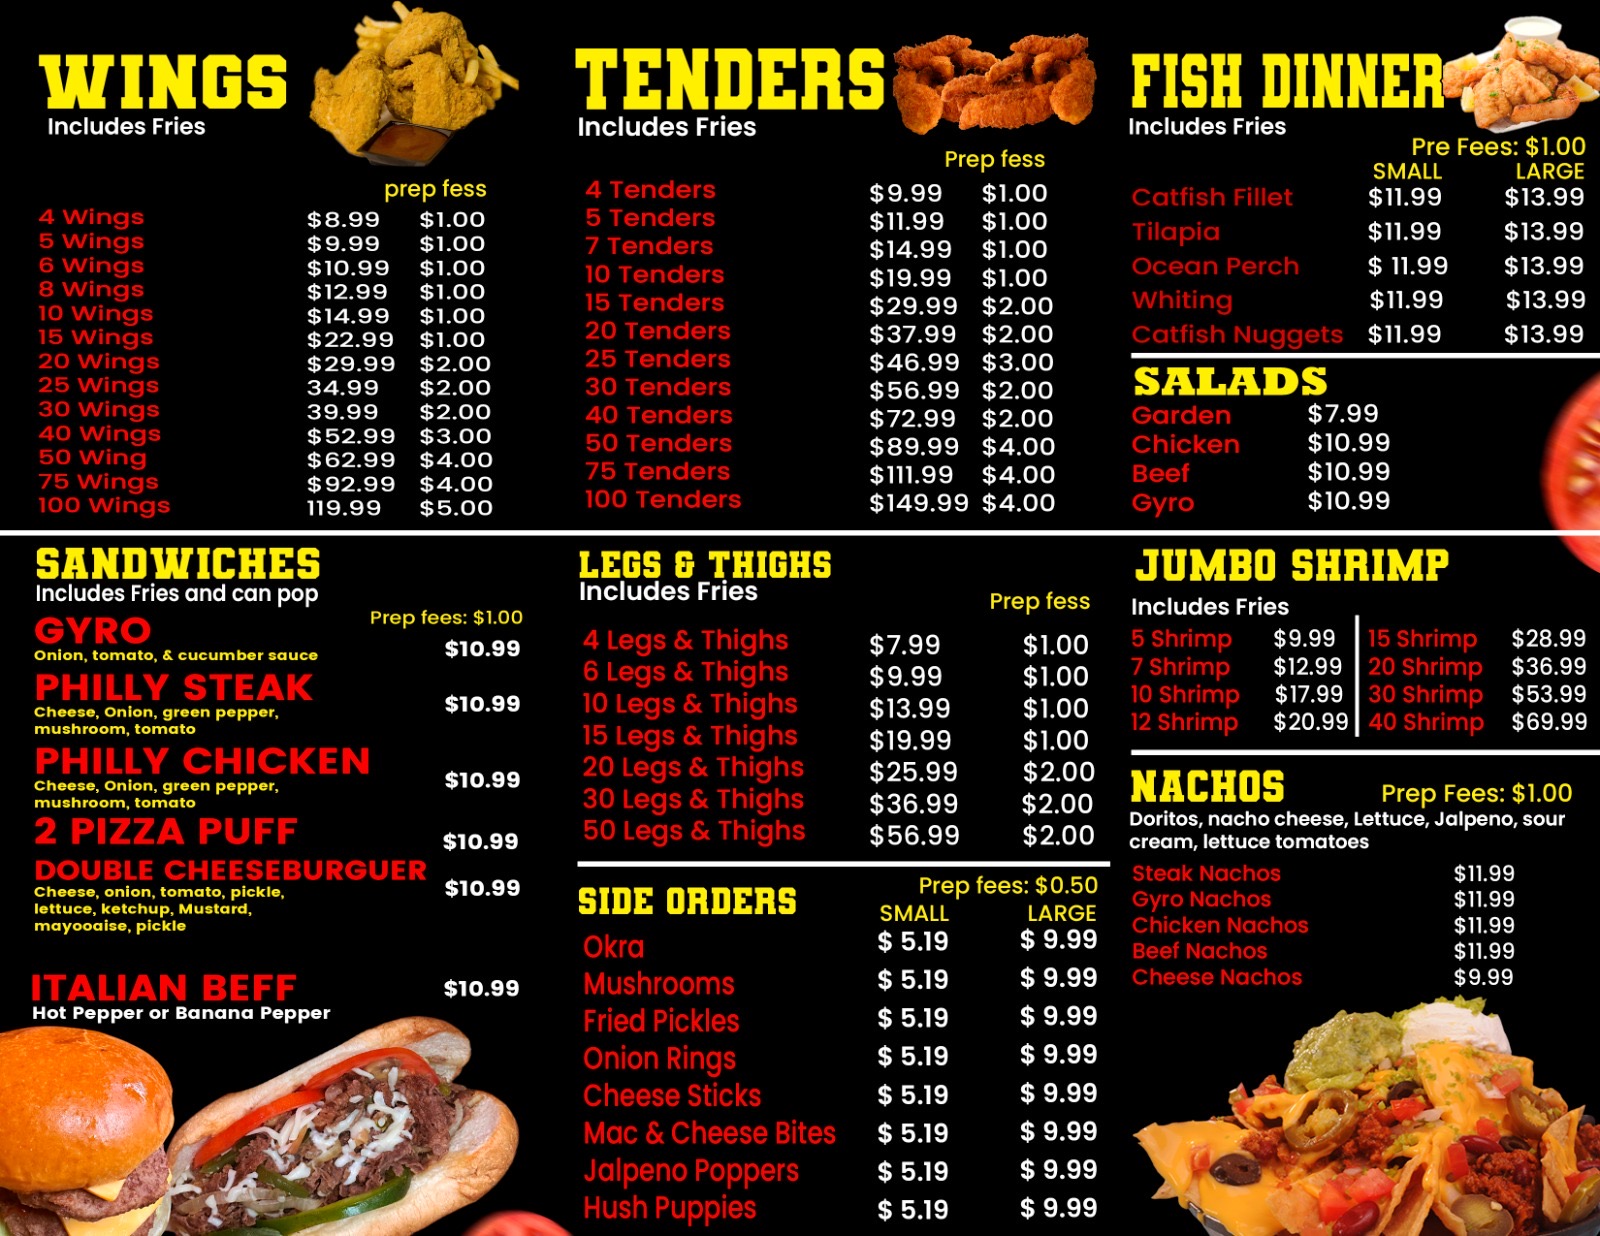 WINGS
Includes Fries
prep fess
4 Wings $8.99 $1.00
5 Wings $9.99 $1.00
6 Wings $10.99 $1.00
8 Wings $12.99 $1.00
10 Wings $14.99 $1.00
15 Wings $22.99 $1.00
20 Wings $29.99 $2.00
25 Wings 34.99 $2.00
30 Wings 39.99 $2.00
40 Wings $52.99 $3.00
50 Wing $62.99 $4.00
75 Wings $92.99 $4.00
100 Wings 119.99 $5.00
TENDERS
Includes Fries
Prep fess
4 Tenders $9.99 $1.00
5 Tenders $11.99 $1.00
7 Tenders $14.99 $1.00
10 Tenders $19.99 $1.00
15 Tenders $29.99 $2.00
20 Tenders $37.99 $2.00
25 Tenders $46.99 $3.00
30 Tenders $56.99 $2.00
40 Tenders $72.99 $2.00
50 Tenders $89.99 $4.00
75 Tenders $111.99 $4.00
100 Tenders $149.99 $4.00
FISH DINNER
Includes Fries
Pre Fees: $1.00
SMALL LARGE
Catfish Fillet $11.99 $13.99
Tilapia $11.99 $13.99
Ocean Perch $ 11.99 $13.99
Whiting $11.99 $13.99
Catfish Nuggets $11.99 $13.99
SALADS
Garden $7.99
Chicken $10.99
Beef $10.99
Gyro $10.99
SANDWICHES
Includes Fries and can pop
Prep fees: $1.00
GYRO $10.99
Onion, tomato, & cucumber sauce
PHILLY STEAK $10.99
Cheese, Onion, green pepper,
mushroom, tomato
PHILLY CHICKEN $10.99
Cheese, Onion, green pepper,
mushroom, tomato
2 PIZZA PUFF $10.99
DOUBLE CHEESEBURGUER $10.99
Cheese, onion, tomato, pickle,
lettuce, ketchup, Mustard,
mayooaise, pickle
ITALIAN BEFF $10.99
Hot Pepper or Banana Pepper
LEGS & THIGHS
Includes Fries
Prep fess
4 Legs & Thighs $7.99 $1.00
6 Legs & Thighs $9.99 $1.00
10 Legs & Thighs $13.99 $1.00
15 Legs & Thighs $19.99 $1.00
20 Legs & Thighs $25.99 $2.00
30 Legs & Thighs $36.99 $2.00
50 Legs & Thighs $56.99 $2.00
SIDE ORDERS
Prep fees: $0.50
SMALL LARGE
Okra $ 5.19 $ 9.99
Mushrooms $ 5.19 $ 9.99
Fried Pickles $ 5.19 $ 9.99
Onion Rings $ 5.19 $ 9.99
Cheese Sticks $ 5.19 $ 9.99
Mac & Cheese Bites $ 5.19 $ 9.99
Jalpeno Poppers $ 5.19 $ 9.99
Hush Puppies $ 5.19 $ 9.99
JUMBO SHRIMP
Includes Fries
5 Shrimp $9.99 15 Shrimp $28.99
7 Shrimp $12.99 20 Shrimp $36.99
10 Shrimp $17.99 30 Shrimp $53.99
12 Shrimp $20.99 40 Shrimp $69.99
NACHOS
Prep Fees: $1.00
Doritos, nacho cheese, Lettuce, Jalpeno, sour
cream, lettuce tomatoes
Steak Nachos $11.99
Gyro Nachos $11.99
Chicken Nachos $11.99
Beef Nachos $11.99
Cheese Nachos $9.99